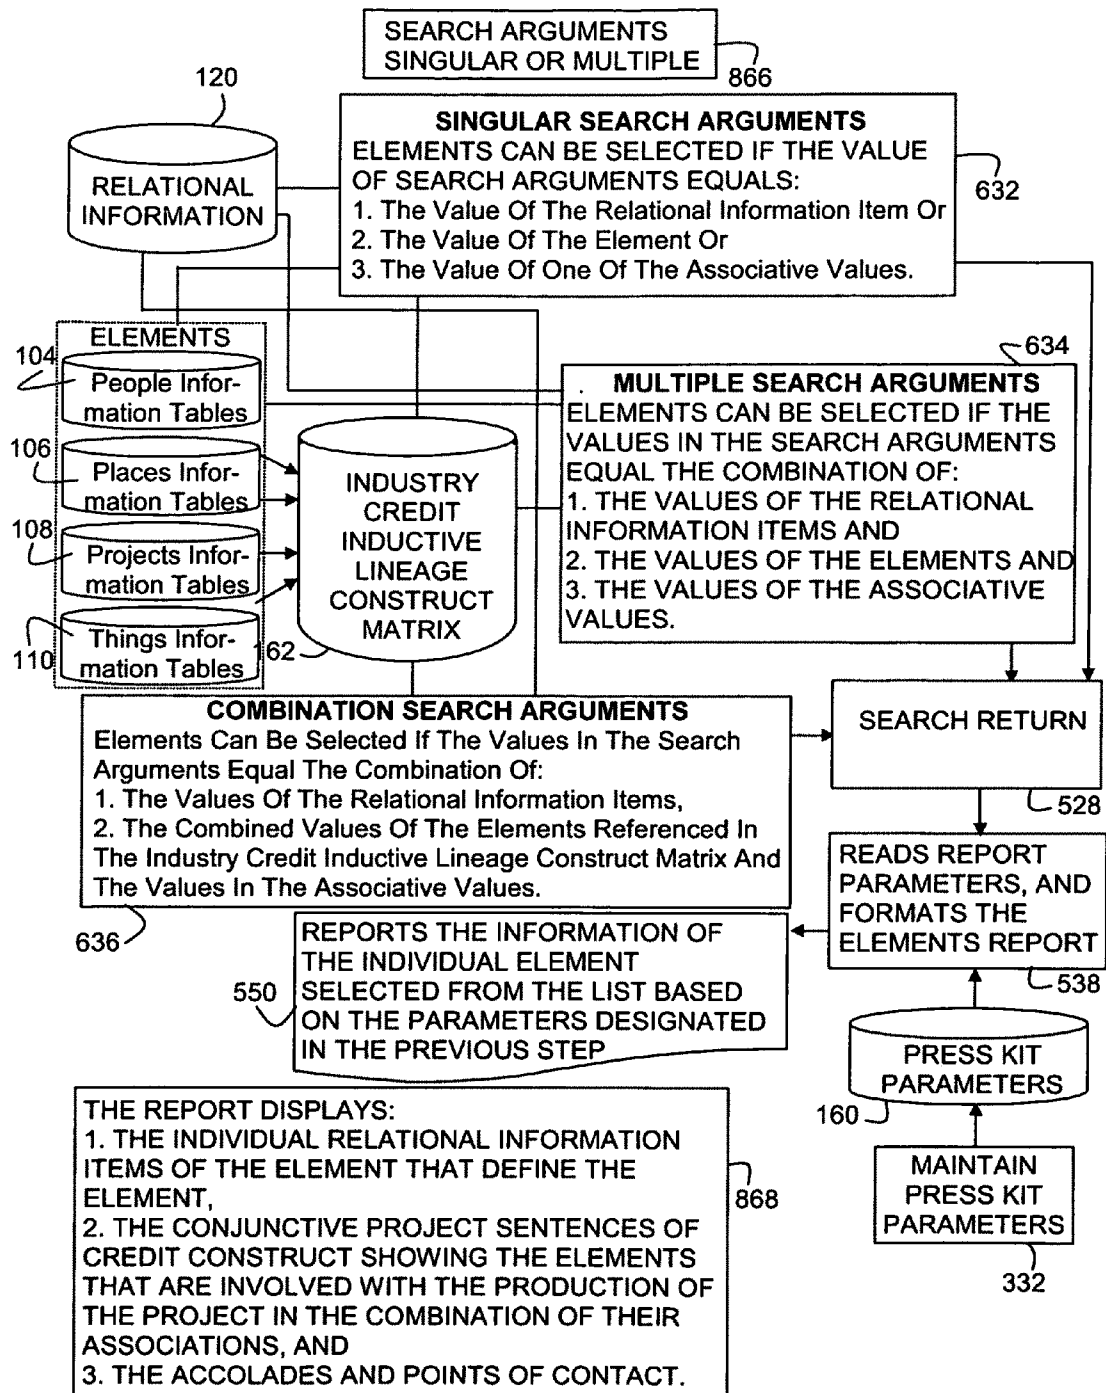 SEARCH ARGUMENTS
SINGULAR OR MULTIPLE
866
120
RELATIONAL
INFORMATION
SINGULAR SEARCH ARGUMENTS
ELEMENTS CAN BE SELECTED IF THE VALUE
OF SEARCH ARGUMENTS EQUALS:
1. The Value Of The Relational Information Item Or
2. The Value Of The Element Or
3. The Value Of One Of The Associative Values.
632
ELEMENTS
104
People Infor-
mation Tables
106
Places Infor-
mation Tables
108
Projects Infor-
mation Tables
110
Things Infor-
mation Tables
INDUSTRY
CREDIT
INDUCTIVE
LINEAGE
CONSTRUCT
MATRIX
162
634
MULTIPLE SEARCH ARGUMENTS
ELEMENTS CAN BE SELECTED IF THE
VALUES IN THE SEARCH ARGUMENTS
EQUAL THE COMBINATION OF:
1. THE VALUES OF THE RELATIONAL
INFORMATION ITEMS AND
2. THE VALUES OF THE ELEMENTS AND
3. THE VALUES OF THE ASSOCIATIVE
VALUES.
COMBINATION SEARCH ARGUMENTS
Elements Can Be Selected If The Values In The Search
Arguments Equal The Combination Of:
1. The Values Of The Relational Information Items,
2. The Combined Values Of The Elements Referenced In
The Industry Credit Inductive Lineage Construct Matrix And
The Values In The Associative Values.
636
SEARCH RETURN
528
READS REPORT
PARAMETERS, AND
FORMATS THE
ELEMENTS REPORT
538
REPORTS THE INFORMATION OF
THE INDIVIDUAL ELEMENT
SELECTED FROM THE LIST BASED
ON THE PARAMETERS DESIGNATED
IN THE PREVIOUS STEP
550
PRESS KIT
PARAMETERS
160
MAINTAIN
PRESS KIT
PARAMETERS
332
THE REPORT DISPLAYS:
1. THE INDIVIDUAL RELATIONAL INFORMATION
ITEMS OF THE ELEMENT THAT DEFINE THE
ELEMENT,
2. THE CONJUNCTIVE PROJECT SENTENCES OF
CREDIT CONSTRUCT SHOWING THE ELEMENTS
THAT ARE INVOLVED WITH THE PRODUCTION OF
THE PROJECT IN THE COMBINATION OF THEIR
ASSOCIATIONS, AND
3. THE ACCOLADES AND POINTS OF CONTACT.
868